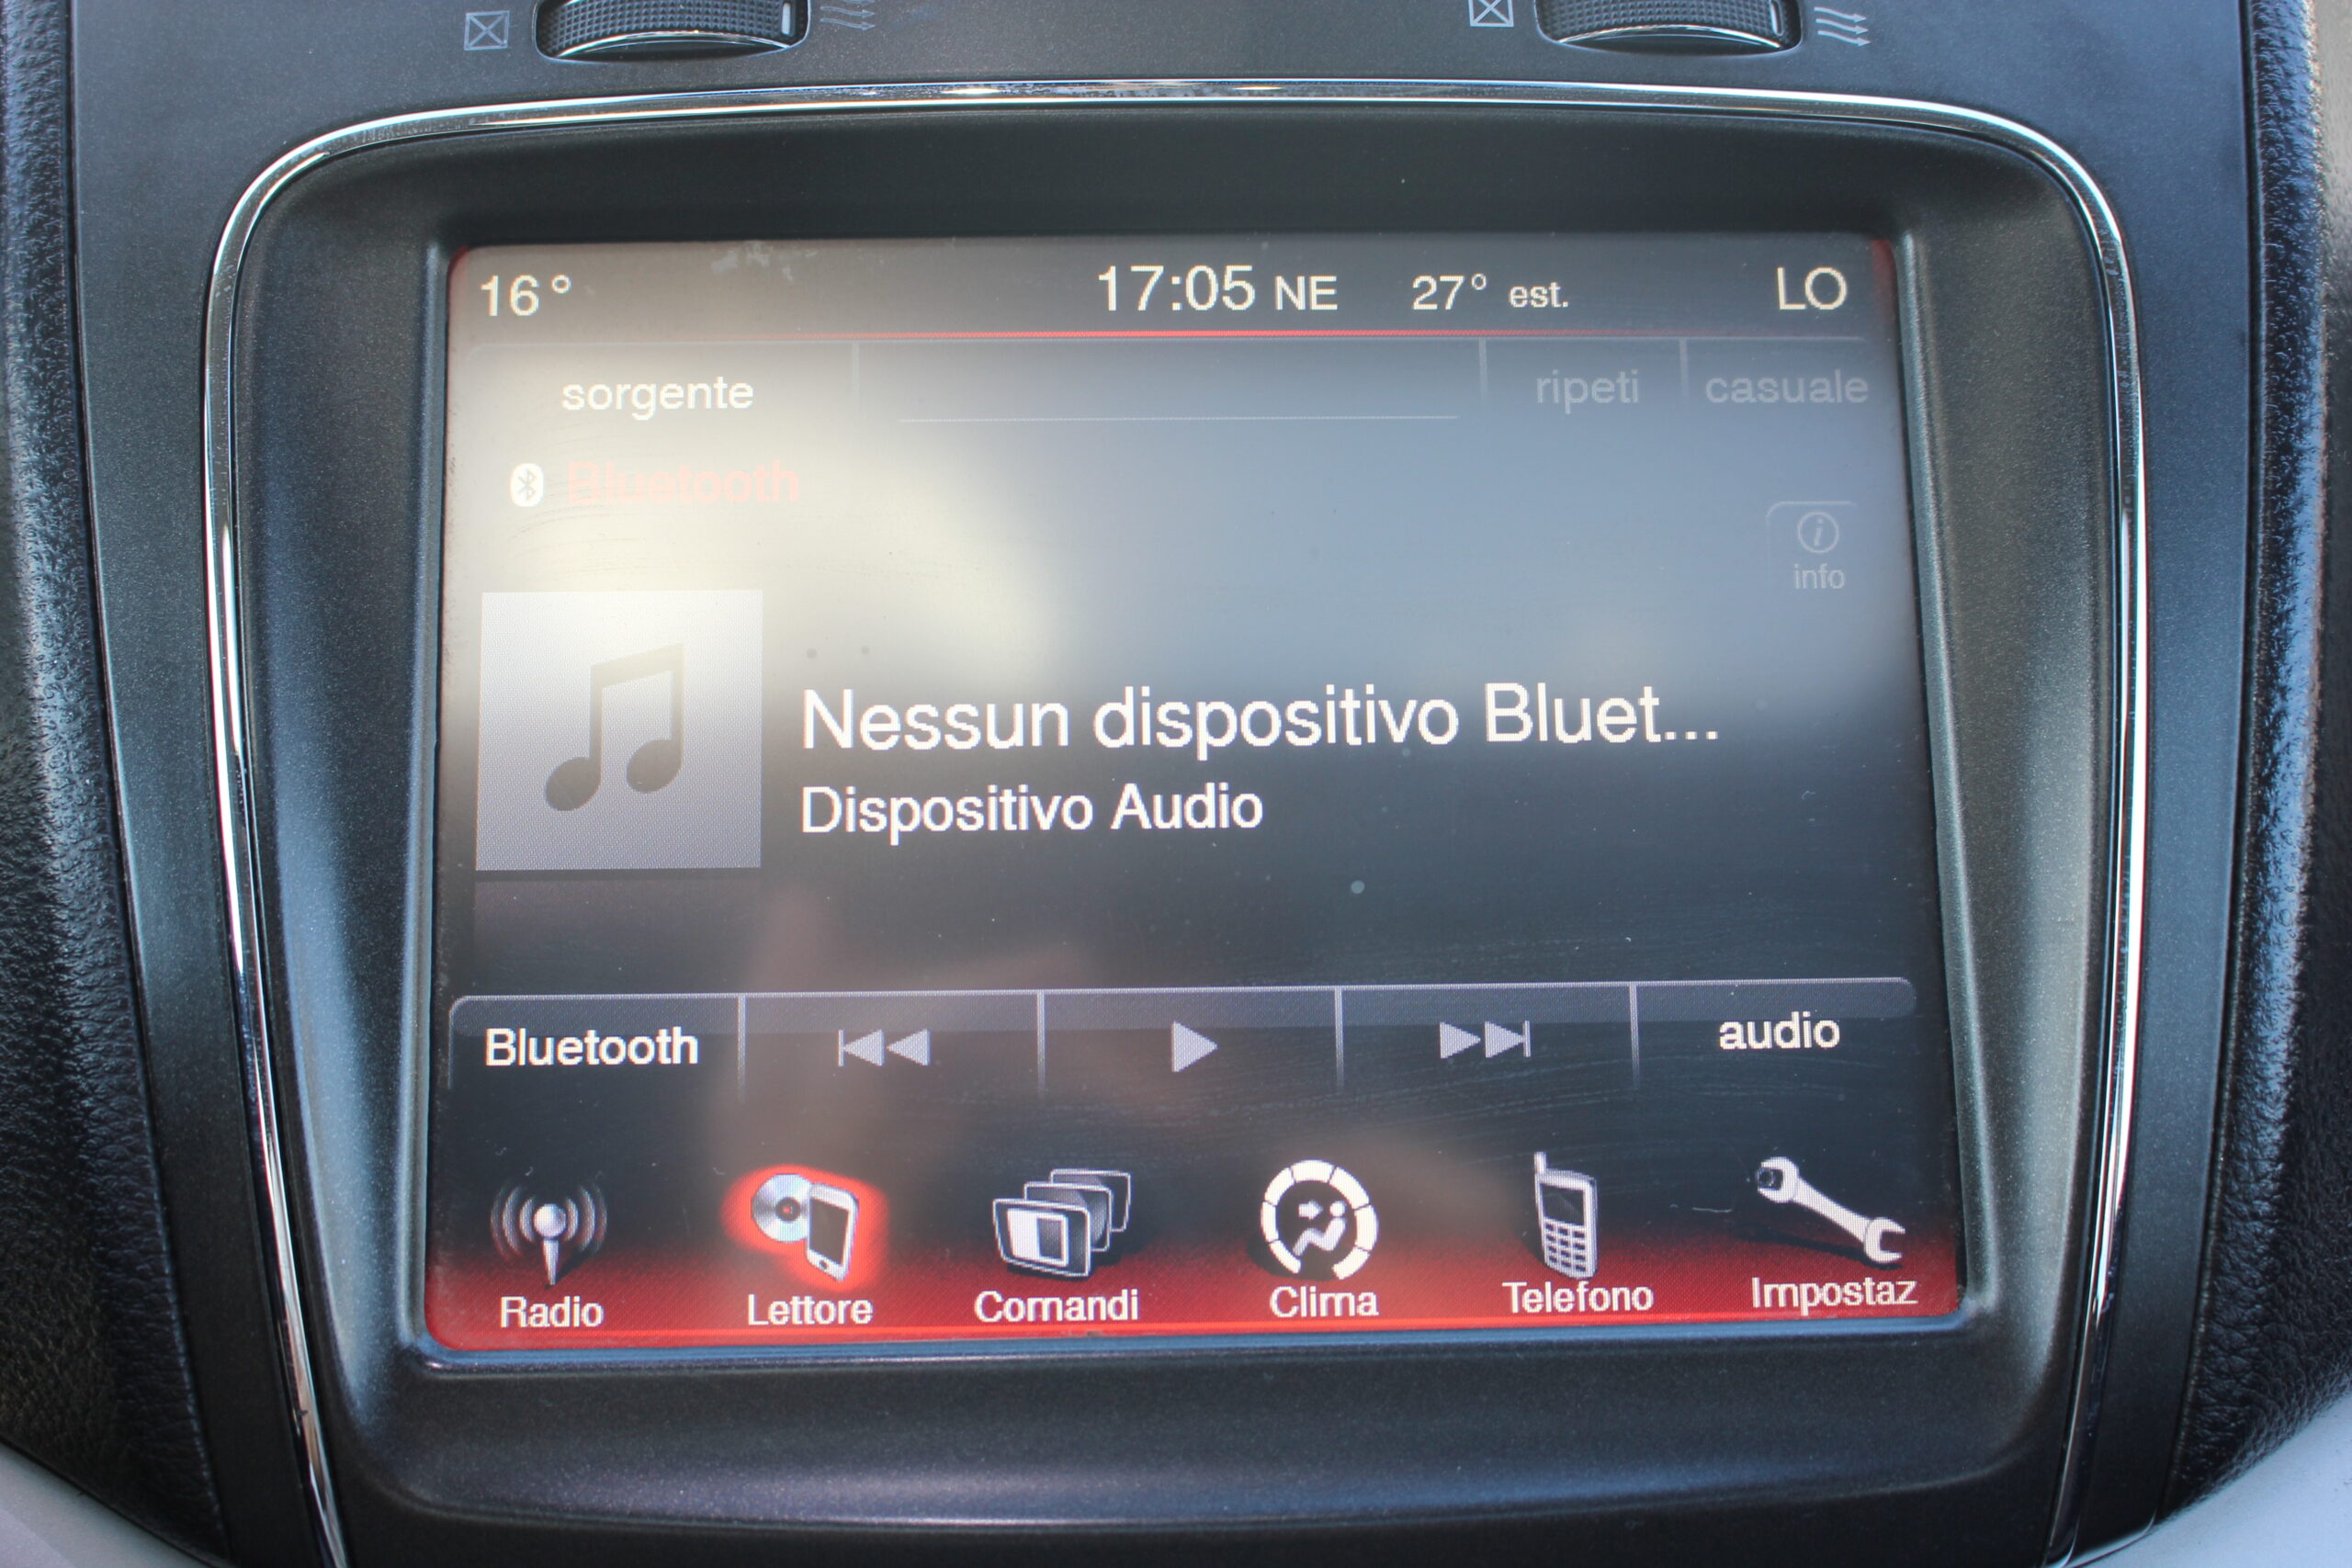 16° 17:05 NE 27° est. LO
sorgente ripeti casuale
Bluetooth
info
Nessun dispositivo Bluet...
Dispositivo Audio
Bluetooth audio
Radio Lettore Comandi Clima Telefono Impostaz